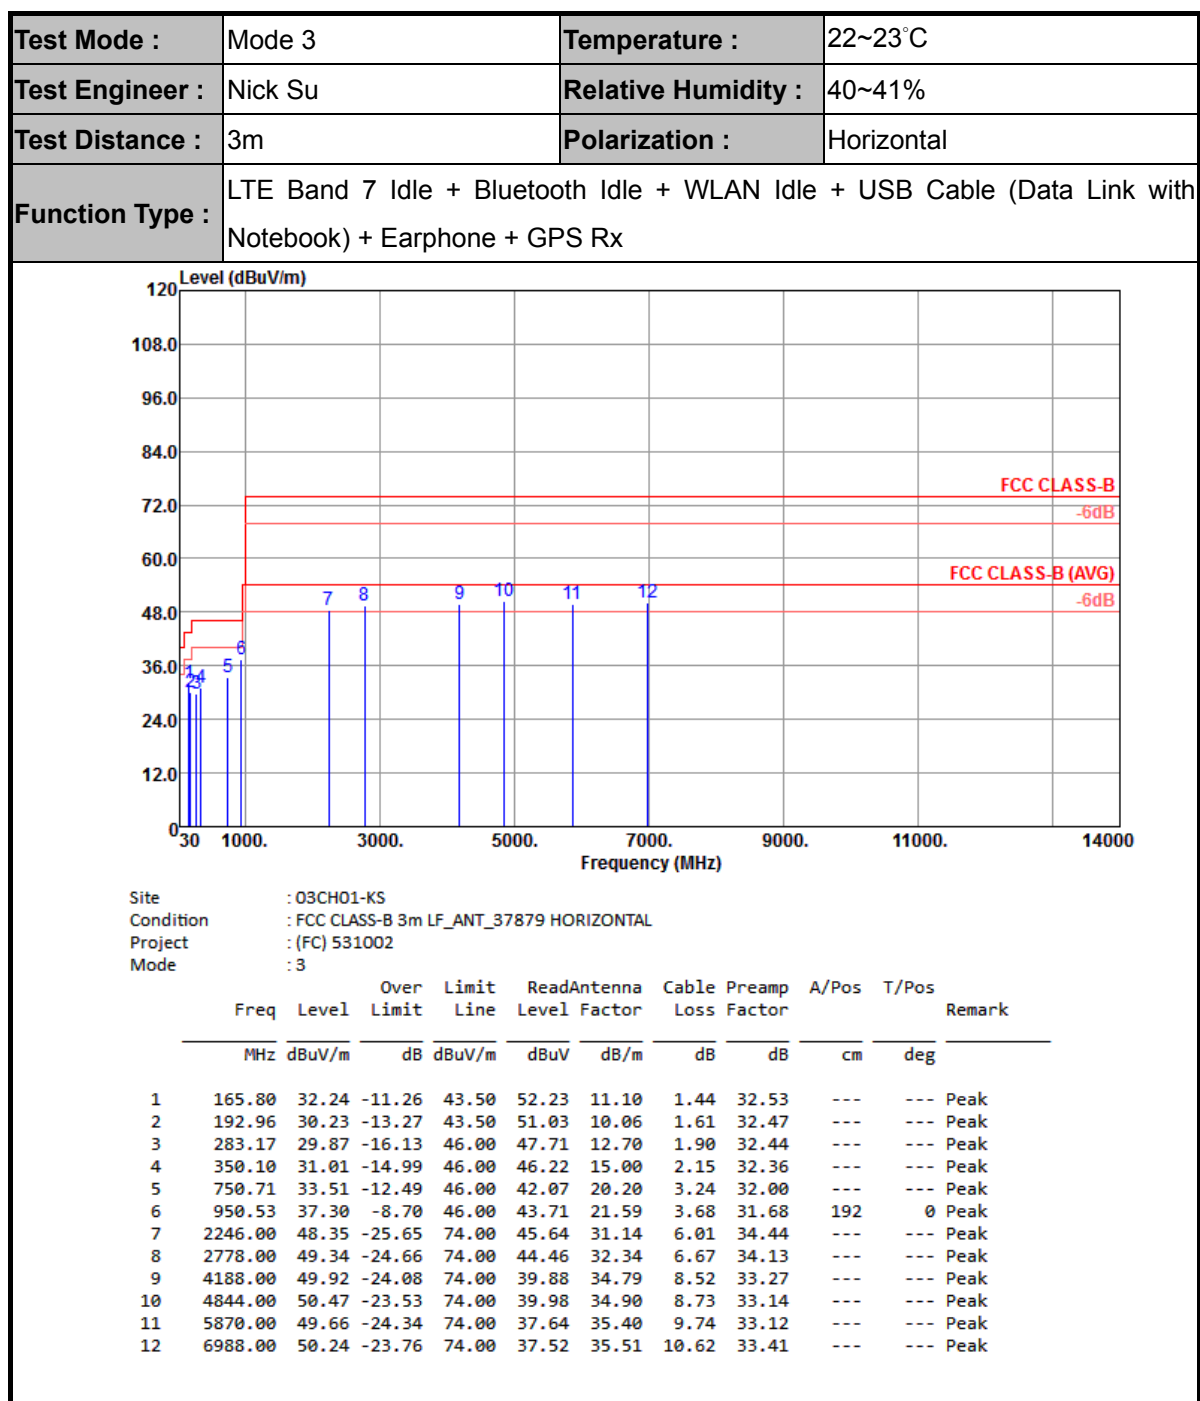 Test Mode : Mode 3 Temperature : 22~23°C
Test Engineer : Nick Su Relative Humidity : 40~41%
Test Distance : 3m Polarization : Horizontal
Function Type : LTE Band 7 Idle + Bluetooth Idle + WLAN Idle + USB Cable (Data Link with
Notebook) + Earphone + GPS Rx
Level (dBuV/m)
120
108.0
96.0
84.0
FCC CLASS-B
72.0
-6dB
60.0
FCC CLASS-B (AVG)
-6dB
48.0
7 8 9 10 11 12
6
36.0
1 2 3 4 5
24.0
12.0
0
30 1000. 3000. 5000. 7000. 9000. 11000. 14000
Frequency (MHz)
Site : 03CH01-KS
Condition : FCC CLASS-B 3m LF_ANT_37879 HORIZONTAL
Project : (FC) 531002
Mode : 3
Over Limit ReadAntenna Cable Preamp A/Pos T/Pos
Freq Level Limit Line Level Factor Loss Factor Remark
MHz dBuV/m dB dBuV/m dBuV dB/m dB dB cm deg
1 165.80 32.24 -11.26 43.50 52.23 11.10 1.44 32.53 --- --- Peak
2 192.96 30.23 -13.27 43.50 51.03 10.06 1.61 32.47 --- --- Peak
3 283.17 29.87 -16.13 46.00 47.71 12.70 1.90 32.44 --- --- Peak
4 350.10 31.01 -14.99 46.00 46.22 15.00 2.15 32.36 --- --- Peak
5 750.71 33.51 -12.49 46.00 42.07 20.20 3.24 32.00 --- --- Peak
6 950.53 37.30 -8.70 46.00 43.71 21.59 3.68 31.68 192 0 Peak
7 2246.00 48.35 -25.65 74.00 45.64 31.14 6.01 34.44 --- --- Peak
8 2778.00 49.34 -24.66 74.00 44.46 32.34 6.67 34.13 --- --- Peak
9 4188.00 49.92 -24.08 74.00 39.88 34.79 8.52 33.27 --- --- Peak
10 4844.00 50.47 -23.53 74.00 39.98 34.90 8.73 33.14 --- --- Peak
11 5870.00 49.66 -24.34 74.00 37.64 35.40 9.74 33.12 --- --- Peak
12 6988.00 50.24 -23.76 74.00 37.52 35.51 10.62 33.41 --- --- Peak